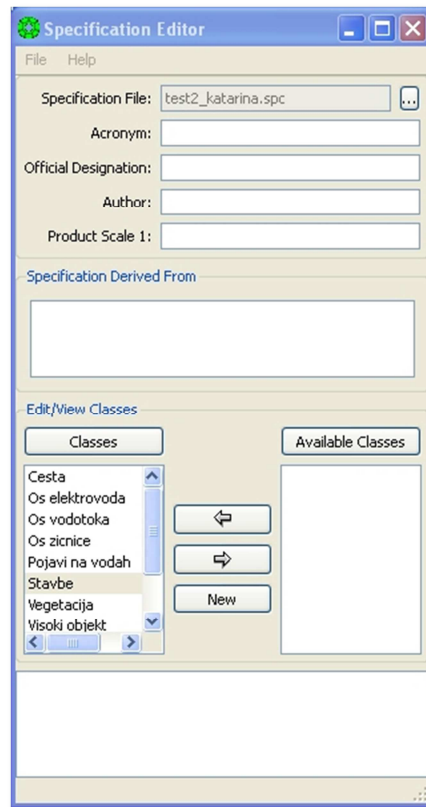 Specification Editor
File Help
Specification File: test2_katarina.spc ...
Acronym:
Official Designation:
Author:
Product Scale 1:
Specification Derived From
Edit/View Classes
Classes
Available Classes
Cesta
Os elektrovoda
Os vodotoka
Os zicnice
Pojavi na vodah
Stavbe
Vegetacija
Visoki objekt
New